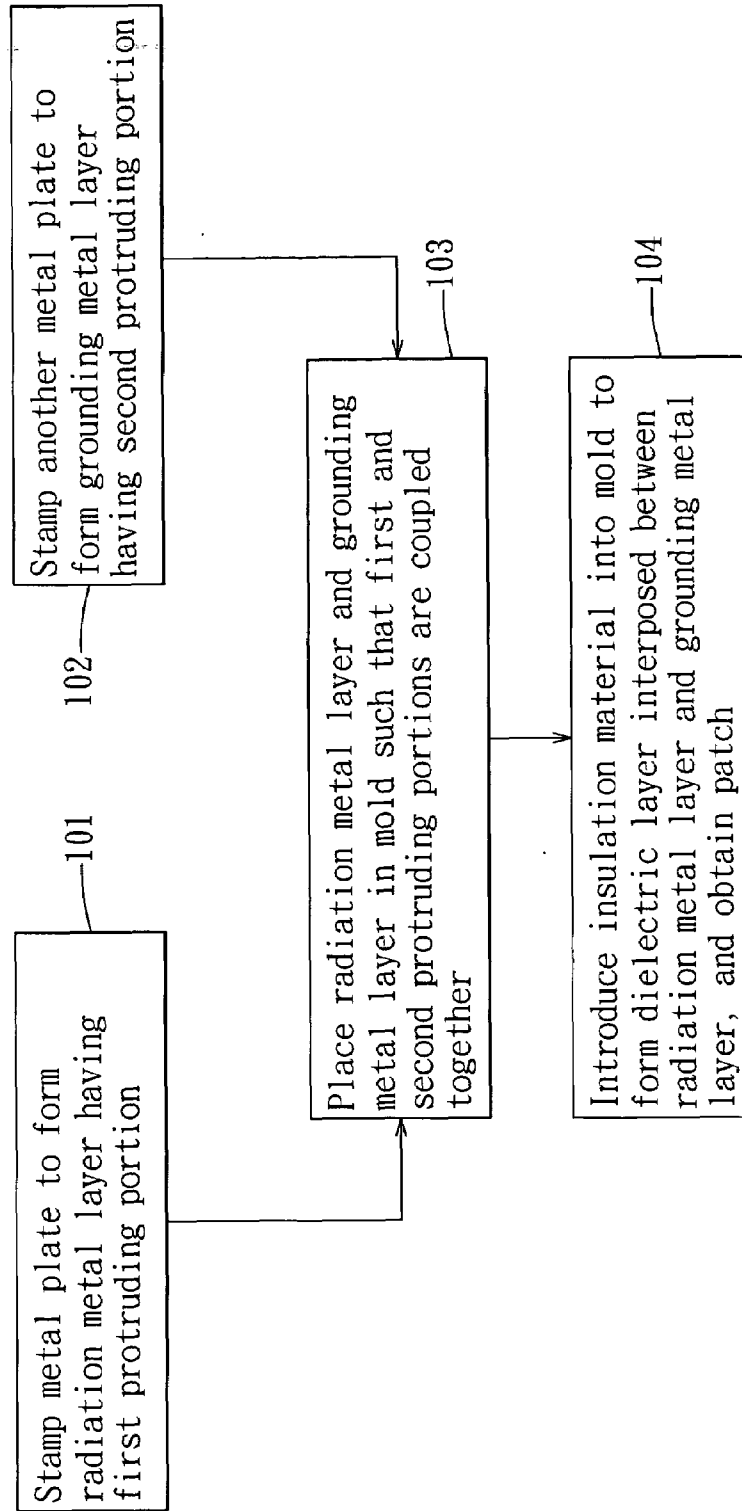 Stamp metal plate to form
radiation metal layer having
first protruding portion
101
Stamp another metal plate to
form grounding metal layer
having second protruding portion
102
Place radiation metal layer and grounding
metal layer in mold such that first and
second protruding portions are coupled
together
103
Introduce insulation material into mold to
form dielectric layer interposed between
radiation metal layer and grounding metal
layer, and obtain patch
104